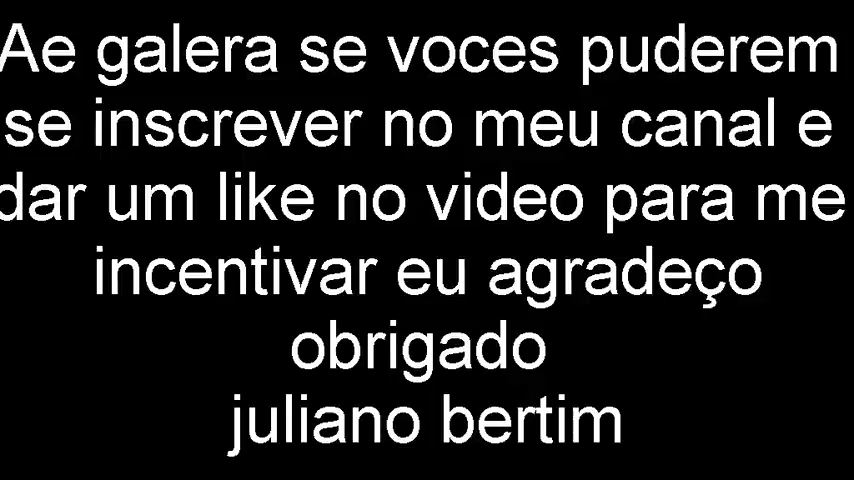 Ae galera se voces puderem
se inscrever no meu canal e
dar um like no video para me
incentivar eu agradeço
obrigado
juliano bertim